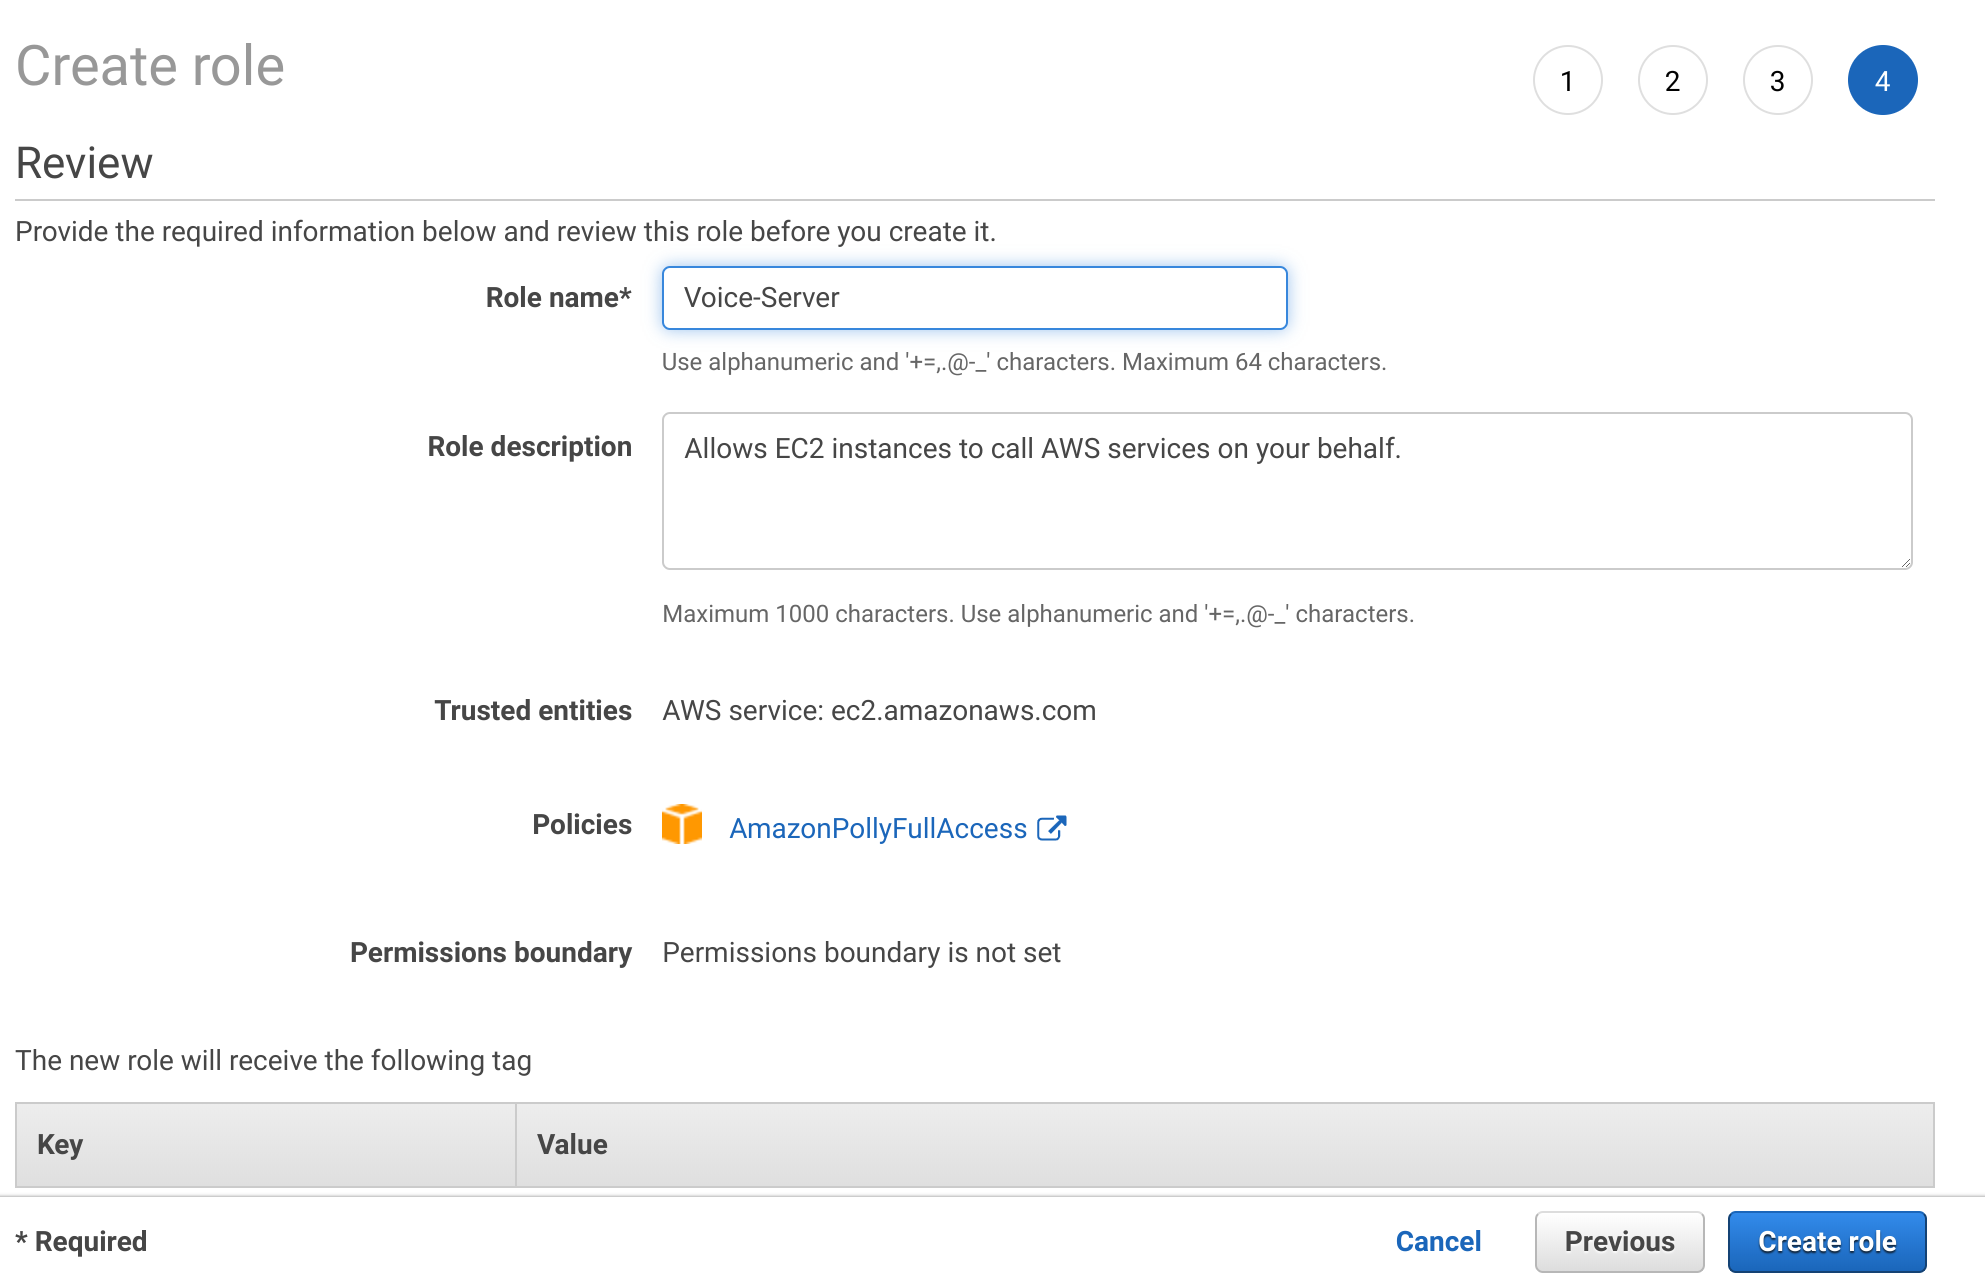 Create role
1 2 3 4
Review
Provide the required information below and review this role before you create it.
Role name* Voice-Server
Use alphanumeric and '+=,.@-_' characters. Maximum 64 characters.
Role description Allows EC2 instances to call AWS services on your behalf.
Maximum 1000 characters. Use alphanumeric and '+=,.@-_' characters.
Trusted entities AWS service: ec2.amazonaws.com
Policies AmazonPollyFullAccess
Permissions boundary Permissions boundary is not set
The new role will receive the following tag
Key Value
* Required Cancel Previous Create role